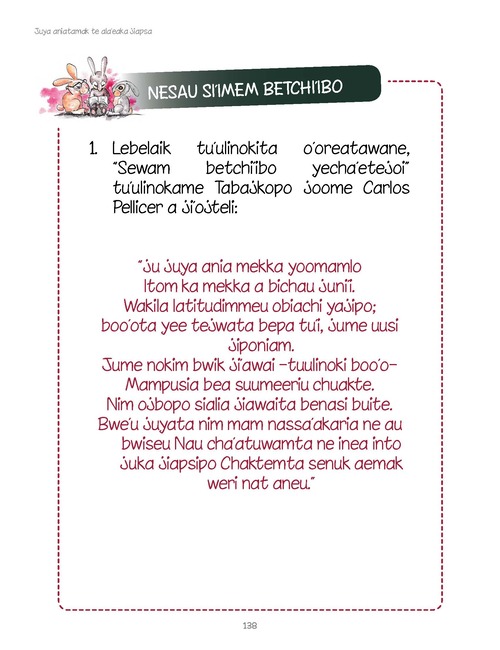 Juya aniatamak te ala'eaka Jiapsa
NESAU SI'IMEM BETCHI'IBO
1. Lebelaik tu'ulinokita o'oreatawane,
"Sewam betchi'ibo yecha'etejoi"
tu'ulinokame Tabajkopo joome Carlos
Pellicer a ji'ojteli:
"Ju juya ania mekka yoomamlo
Itom ka mekka a bichau junii.
Wakila latitudimmeu obiachi yajipo;
boo'ota yee tejwata bepa tu'i, jume uusi
jiponiam.
Jume nokim bwik jiawai –tuulinoki boo'o–
Mampusia bea suumeeriu chuakte.
Nim ojbopo sialia jiawaita benasi buite.
Bwe'u juyata nim mam nassa'akaria ne au
bwiseu Nau cha'atuwamta ne inea into
juka jiapsipo Chaktemta senuk aemak
weri nat aneu."
138